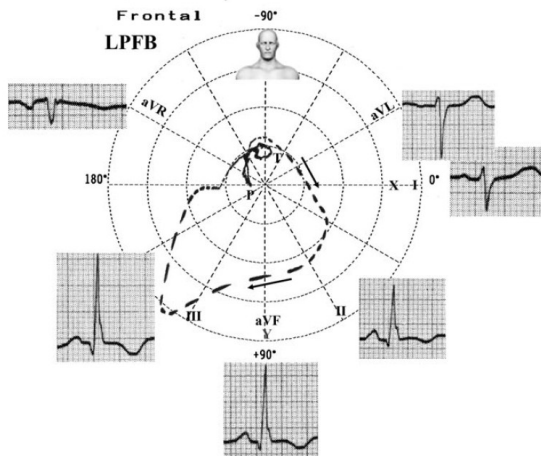 Frontal
−90°
LPFB
aVR
aVL
T
180°
P
X
I
0°
III
aVF
II
Y
+90°